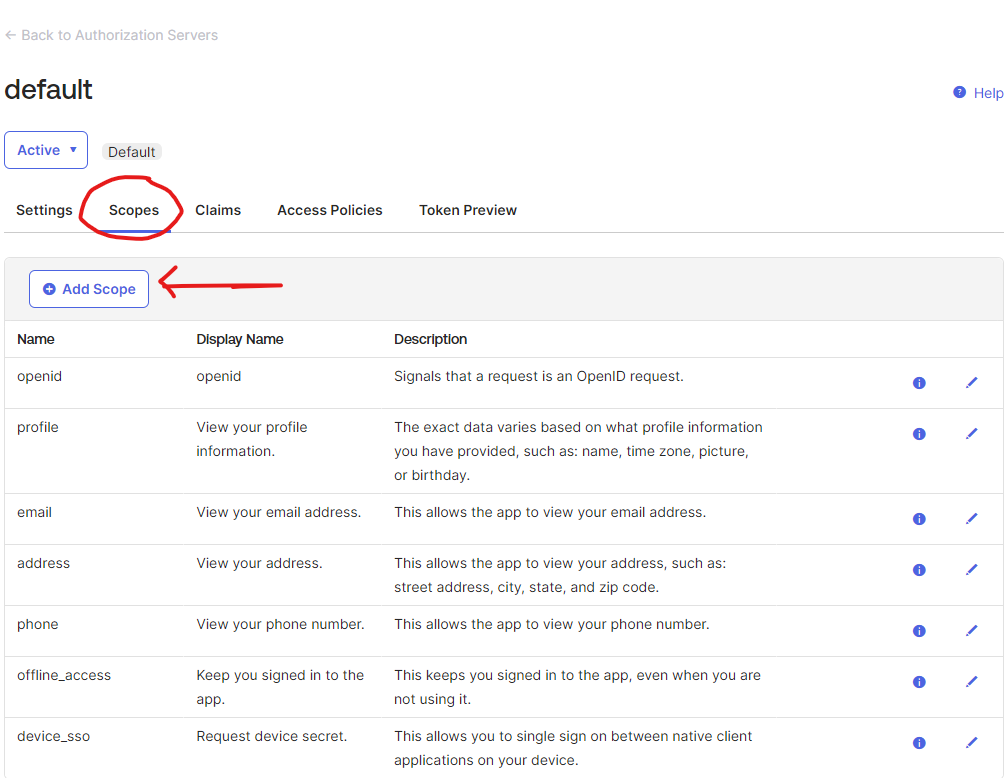 ← Back to Authorization Servers
default
Help
Active
Default
Settings Scopes Claims Access Policies Token Preview
Add Scope
Name Display Name Description
openid openid Signals that a request is an OpenID request.
profile View your profile The exact data varies based on what profile information
information. you have provided, such as: name, time zone, picture,
or birthday.
email View your email address. This allows the app to view your email address.
address View your address. This allows the app to view your address, such as:
street address, city, state, and zip code.
phone View your phone number. This allows the app to view your phone number.
offline_access Keep you signed in to the This keeps you signed in to the app, even when you are
app. not using it.
device_sso Request device secret. This allows you to single sign on between native client
applications on your device.